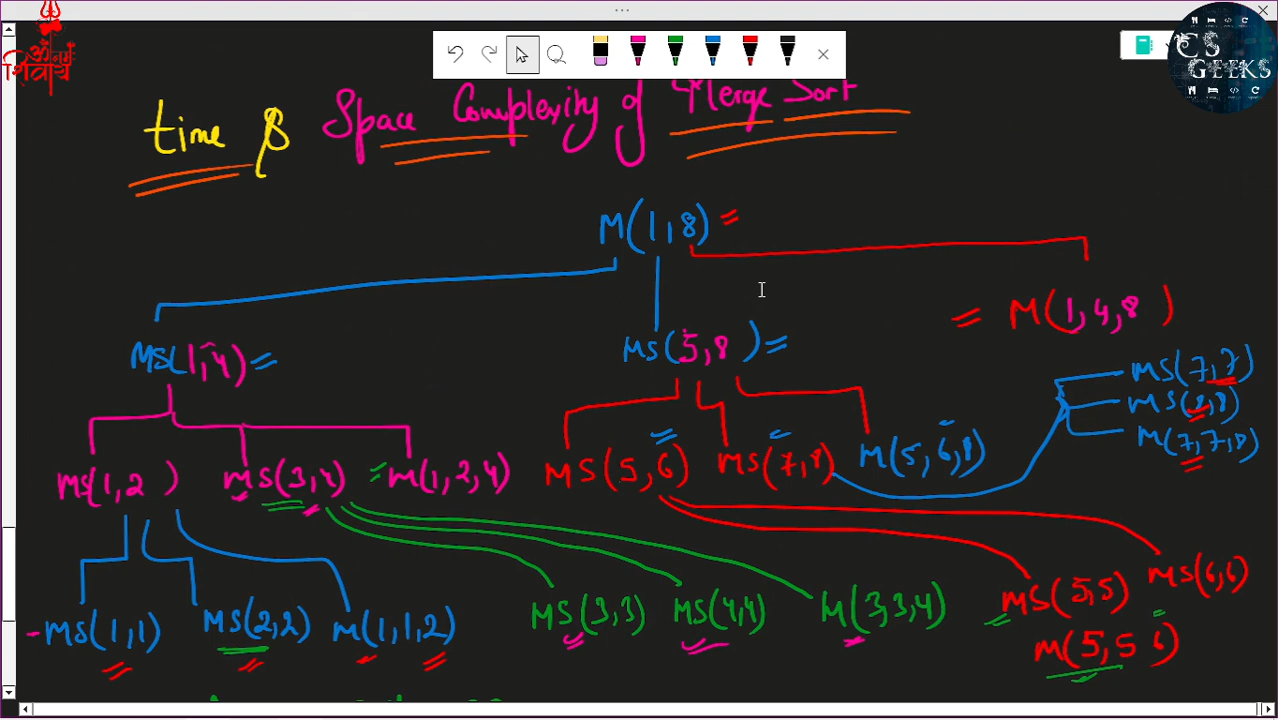 ॐ नमः
शिवाय
CS
GEEKS
time & Space Complexity of Merge Sort
M(1,8) =
= M(1,4,8)
MS(1,4) =
MS(5,8) =
MS(7,7)
MS(8,8)
M(7,7,8)
MS(1,2)
MS(3,4)
= M(1,2,4)
MS(5,6)
MS(7,8)
M(5,6,8)
MS(1,1)
MS(2,2)
M(1,1,2)
MS(3,3)
MS(4,4)
M(3,3,4)
MS(5,5)
MS(6,6)
M(5,5 6)